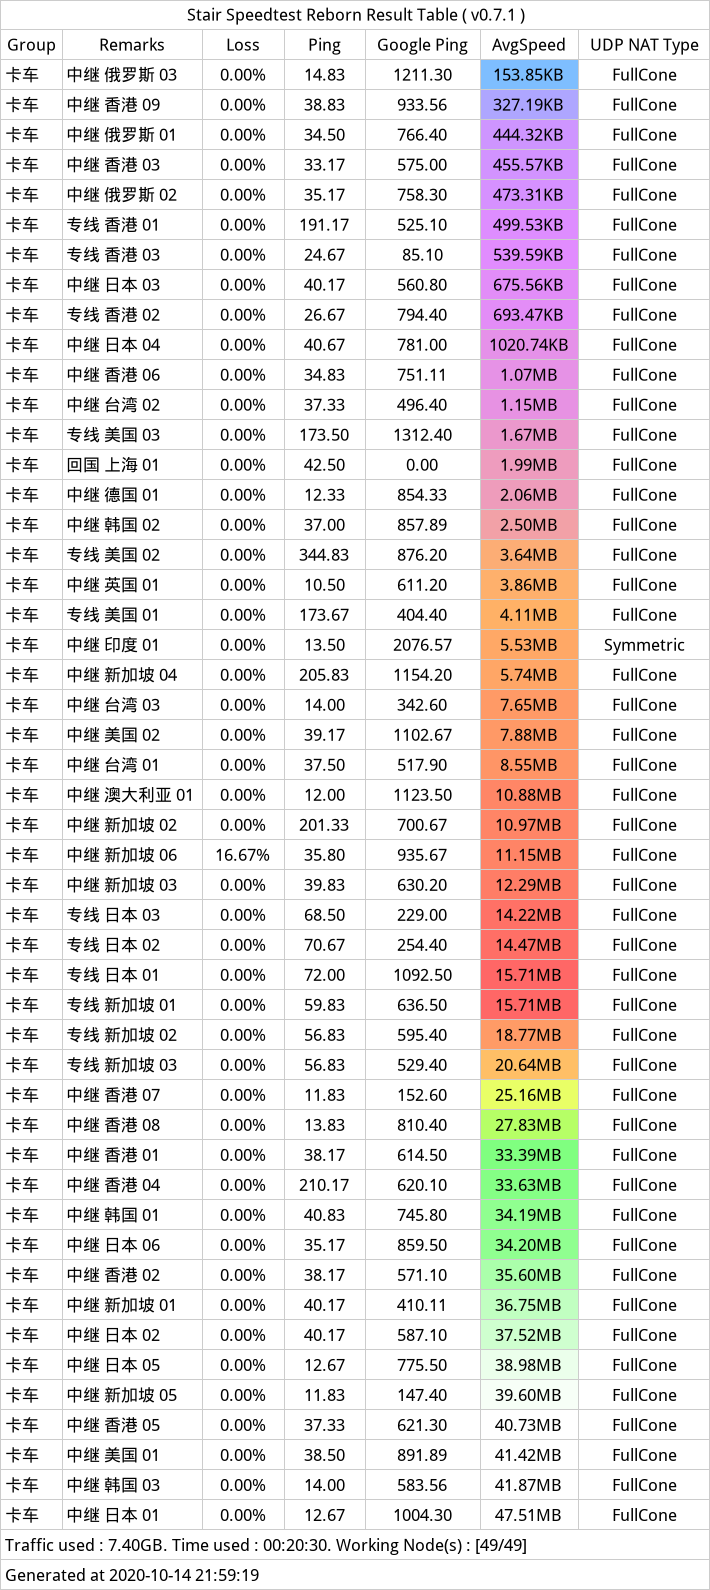 Stair Speedtest Reborn Result Table ( v0.7.1 )
Group Remarks Loss Ping Google Ping AvgSpeed UDP NAT Type
卡车 中继 俄罗斯 03 0.00% 14.83 1211.30 153.85KB FullCone
卡车 中继 香港 09 0.00% 38.83 933.56 327.19KB FullCone
卡车 中继 俄罗斯 01 0.00% 34.50 766.40 444.32KB FullCone
卡车 中继 香港 03 0.00% 33.17 575.00 455.57KB FullCone
卡车 中继 俄罗斯 02 0.00% 35.17 758.30 473.31KB FullCone
卡车 专线 香港 01 0.00% 191.17 525.10 499.53KB FullCone
卡车 专线 香港 03 0.00% 24.67 85.10 539.59KB FullCone
卡车 中继 日本 03 0.00% 40.17 560.80 675.56KB FullCone
卡车 专线 香港 02 0.00% 26.67 794.40 693.47KB FullCone
卡车 中继 日本 04 0.00% 40.67 781.00 1020.74KB FullCone
卡车 中继 香港 06 0.00% 34.83 751.11 1.07MB FullCone
卡车 中继 台湾 02 0.00% 37.33 496.40 1.15MB FullCone
卡车 专线 美国 03 0.00% 173.50 1312.40 1.67MB FullCone
卡车 回国 上海 01 0.00% 42.50 0.00 1.99MB FullCone
卡车 中继 德国 01 0.00% 12.33 854.33 2.06MB FullCone
卡车 中继 韩国 02 0.00% 37.00 857.89 2.50MB FullCone
卡车 专线 美国 02 0.00% 344.83 876.20 3.64MB FullCone
卡车 中继 英国 01 0.00% 10.50 611.20 3.86MB FullCone
卡车 专线 美国 01 0.00% 173.67 404.40 4.11MB FullCone
卡车 中继 印度 01 0.00% 13.50 2076.57 5.53MB Symmetric
卡车 中继 新加坡 04 0.00% 205.83 1154.20 5.74MB FullCone
卡车 中继 台湾 03 0.00% 14.00 342.60 7.65MB FullCone
卡车 中继 美国 02 0.00% 39.17 1102.67 7.88MB FullCone
卡车 中继 台湾 01 0.00% 37.50 517.90 8.55MB FullCone
卡车 中继 澳大利亚 01 0.00% 12.00 1123.50 10.88MB FullCone
卡车 中继 新加坡 02 0.00% 201.33 700.67 10.97MB FullCone
卡车 中继 新加坡 06 16.67% 35.80 935.67 11.15MB FullCone
卡车 中继 新加坡 03 0.00% 39.83 630.20 12.29MB FullCone
卡车 专线 日本 03 0.00% 68.50 229.00 14.22MB FullCone
卡车 专线 日本 02 0.00% 70.67 254.40 14.47MB FullCone
卡车 专线 日本 01 0.00% 72.00 1092.50 15.71MB FullCone
卡车 专线 新加坡 01 0.00% 59.83 636.50 15.71MB FullCone
卡车 专线 新加坡 02 0.00% 56.83 595.40 18.77MB FullCone
卡车 专线 新加坡 03 0.00% 56.83 529.40 20.64MB FullCone
卡车 中继 香港 07 0.00% 11.83 152.60 25.16MB FullCone
卡车 中继 香港 08 0.00% 13.83 810.40 27.83MB FullCone
卡车 中继 香港 01 0.00% 38.17 614.50 33.39MB FullCone
卡车 中继 香港 04 0.00% 210.17 620.10 33.63MB FullCone
卡车 中继 韩国 01 0.00% 40.83 745.80 34.19MB FullCone
卡车 中继 日本 06 0.00% 35.17 859.50 34.20MB FullCone
卡车 中继 香港 02 0.00% 38.17 571.10 35.60MB FullCone
卡车 中继 新加坡 01 0.00% 40.17 410.11 36.75MB FullCone
卡车 中继 日本 02 0.00% 40.17 587.10 37.52MB FullCone
卡车 中继 日本 05 0.00% 12.67 775.50 38.98MB FullCone
卡车 中继 新加坡 05 0.00% 11.83 147.40 39.60MB FullCone
卡车 中继 香港 05 0.00% 37.33 621.30 40.73MB FullCone
卡车 中继 美国 01 0.00% 38.50 891.89 41.42MB FullCone
卡车 中继 韩国 03 0.00% 14.00 583.56 41.87MB FullCone
卡车 中继 日本 01 0.00% 12.67 1004.30 47.51MB FullCone
Traffic used : 7.40GB. Time used : 00:20:30. Working Node(s) : [49/49]
Generated at 2020-10-14 21:59:19